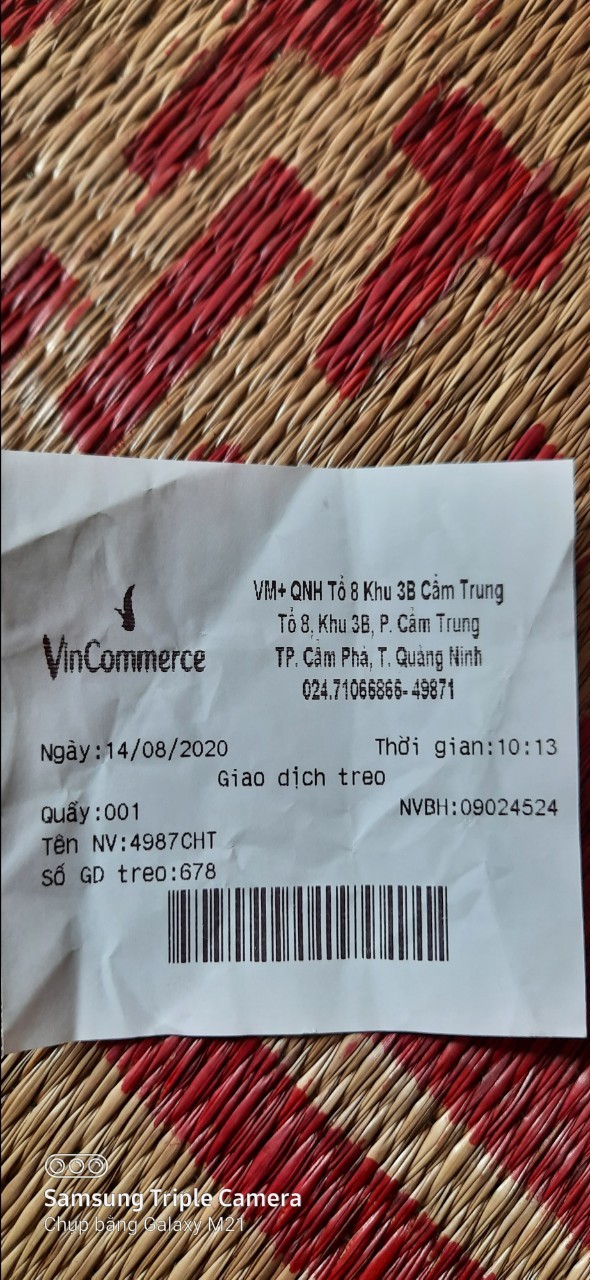 VinCommerce
VM+ QNH Tổ 8 Khu 3B Cẩm Trung
Tổ 8, Khu 3B, P. Cẩm Trung
TP. Cẩm Phả, T. Quảng Ninh
024.71066866-49871
Ngày:14/08/2020 Thời gian:10:13
Giao dịch treo
Quầy:001 NVBH:09024524
Tên NV:4987CHT
Số GD treo:678
Samsung Triple Camera
Chụp bằng Galaxy M21